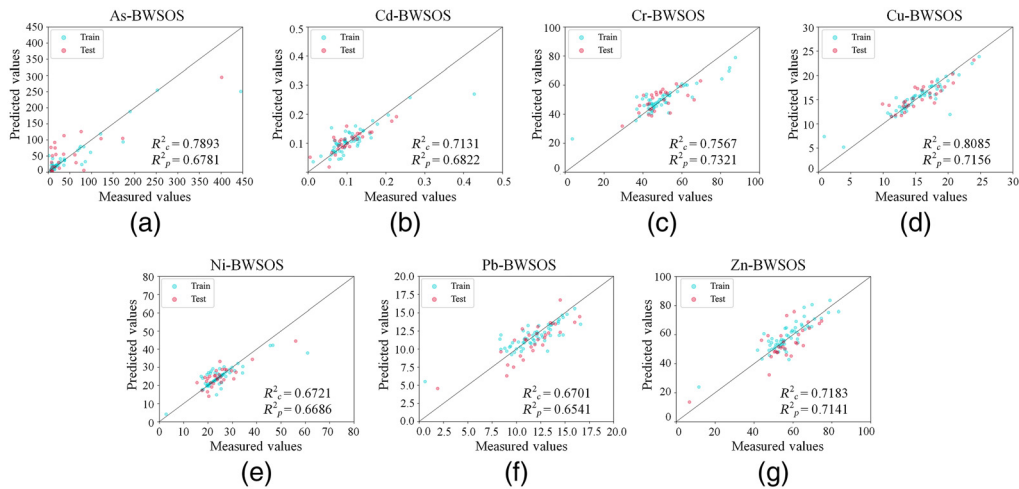 As-BWSOS
Predicted values
450
400
350
300
250
200
150
100
50
0
Train
Test
R²c = 0.7893
R²p = 0.6781
0 50 100 150 200 250 300 350 400 450
Measured values
(a)
Cd-BWSOS
Predicted values
0.5
0.4
0.3
0.2
0.1
0.0
Train
Test
R²c = 0.7131
R²p = 0.6822
0.0 0.1 0.2 0.3 0.4 0.5
Measured values
(b)
Cr-BWSOS
Predicted values
100
80
60
40
20
0
Train
Test
R²c = 0.7567
R²p = 0.7321
0 20 40 60 80 100
Measured values
(c)
Cu-BWSOS
Predicted values
30
25
20
15
10
5
0
Train
Test
R²c = 0.8085
R²p = 0.7156
0 5 10 15 20 25 30
Measured values
(d)
Ni-BWSOS
Predicted values
80
70
60
50
40
30
20
10
0
Train
Test
R²c = 0.6721
R²p = 0.6686
0 10 20 30 40 50 60 70 80
Measured values
(e)
Pb-BWSOS
Predicted values
20.0
17.5
15.0
12.5
10.0
7.5
5.0
2.5
0.0
Train
Test
R²c = 0.6701
R²p = 0.6541
0.0 2.5 5.0 7.5 10.0 12.5 15.0 17.5 20.0
Measured values
(f)
Zn-BWSOS
Predicted values
100
80
60
40
20
0
Train
Test
R²c = 0.7183
R²p = 0.7141
0 20 40 60 80 100
Measured values
(g)